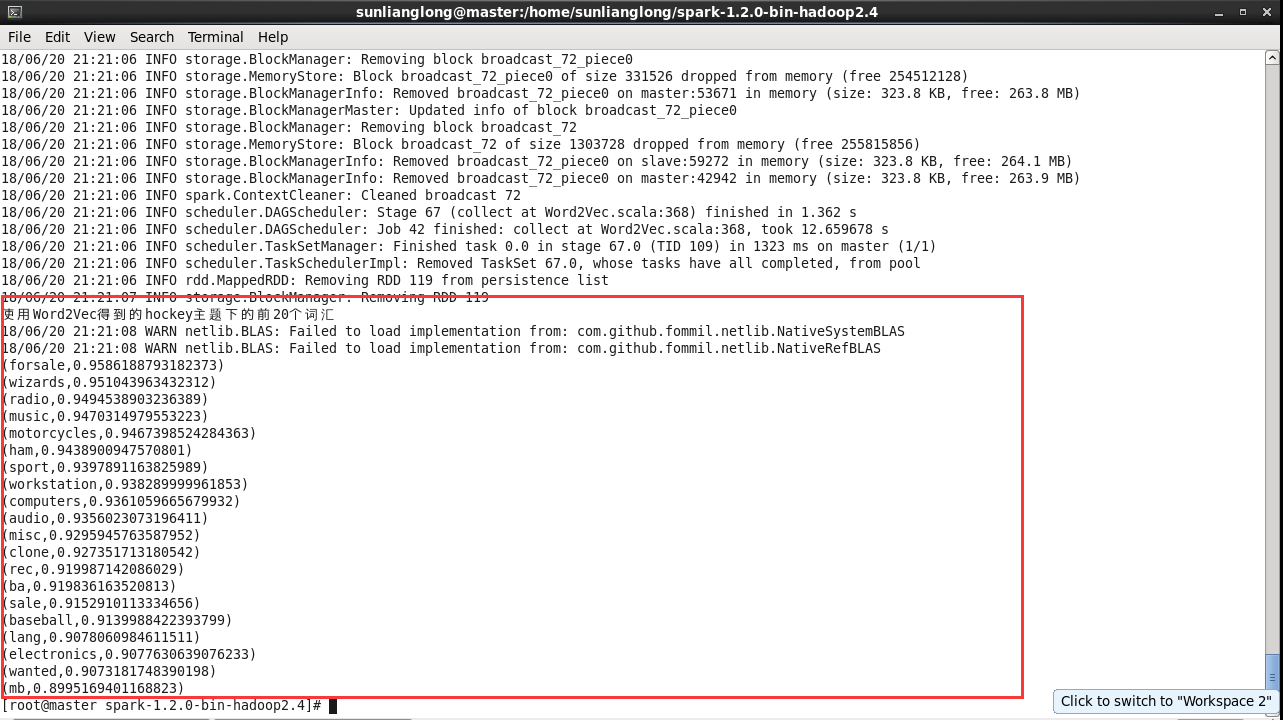 sunlianglong@master:/home/sunlianglong/spark-1.2.0-bin-hadoop2.4
File Edit View Search Terminal Help
18/06/20 21:21:06 INFO storage.BlockManager: Removing block broadcast_72_piece0
18/06/20 21:21:06 INFO storage.MemoryStore: Block broadcast_72_piece0 of size 331526 dropped from memory (free 254512128)
18/06/20 21:21:06 INFO storage.BlockManagerInfo: Removed broadcast_72_piece0 on master:53671 in memory (size: 323.8 KB, free: 263.8 MB)
18/06/20 21:21:06 INFO storage.BlockManagerMaster: Updated info of block broadcast_72_piece0
18/06/20 21:21:06 INFO storage.BlockManager: Removing block broadcast_72
18/06/20 21:21:06 INFO storage.MemoryStore: Block broadcast_72 of size 1303728 dropped from memory (free 255815856)
18/06/20 21:21:06 INFO storage.BlockManagerInfo: Removed broadcast_72_piece0 on slave:59272 in memory (size: 323.8 KB, free: 264.1 MB)
18/06/20 21:21:06 INFO storage.BlockManagerInfo: Removed broadcast_72_piece0 on master:42942 in memory (size: 323.8 KB, free: 263.9 MB)
18/06/20 21:21:06 INFO spark.ContextCleaner: Cleaned broadcast 72
18/06/20 21:21:06 INFO scheduler.DAGScheduler: Stage 67 (collect at Word2Vec.scala:368) finished in 1.362 s
18/06/20 21:21:06 INFO scheduler.DAGScheduler: Job 42 finished: collect at Word2Vec.scala:368, took 12.659678 s
18/06/20 21:21:06 INFO scheduler.TaskSetManager: Finished task 0.0 in stage 67.0 (TID 109) in 1323 ms on master (1/1)
18/06/20 21:21:06 INFO scheduler.TaskSchedulerImpl: Removed TaskSet 67.0, whose tasks have all completed, from pool
18/06/20 21:21:06 INFO rdd.MappedRDD: Removing RDD 119 from persistence list
18/06/20 21:21:07 INFO storage.BlockManager: Removing RDD 119
使用Word2Vec得到的hockey主题下的前20个词汇
18/06/20 21:21:08 WARN netlib.BLAS: Failed to load implementation from: com.github.fommil.netlib.NativeSystemBLAS
18/06/20 21:21:08 WARN netlib.BLAS: Failed to load implementation from: com.github.fommil.netlib.NativeRefBLAS
(forsale,0.9586188793182373)
(wizards,0.951043963432312)
(radio,0.9494538903236389)
(music,0.9470314979553223)
(motorcycles,0.9467398524284363)
(ham,0.9438900947570801)
(sport,0.9397891163825989)
(workstation,0.938289999961853)
(computers,0.9361059665679932)
(audio,0.9356023073196411)
(misc,0.9295945763587952)
(clone,0.927351713180542)
(rec,0.919987142086029)
(ba,0.919836163520813)
(sale,0.9152910113334656)
(baseball,0.9139988422393799)
(lang,0.9078060984611511)
(electronics,0.9077630639076233)
(wanted,0.9073181748390198)
(mb,0.8995169401168823)
[root@master spark-1.2.0-bin-hadoop2.4]#
Click to switch to "Workspace 2"